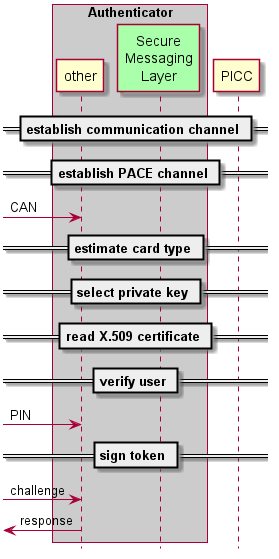 Authenticator
Secure
Messaging
Layer
other
PICC
establish communication channel
establish PACE channel
CAN
estimate card type
select private key
read X.509 certificate
verify user
PIN
sign token
challenge
response